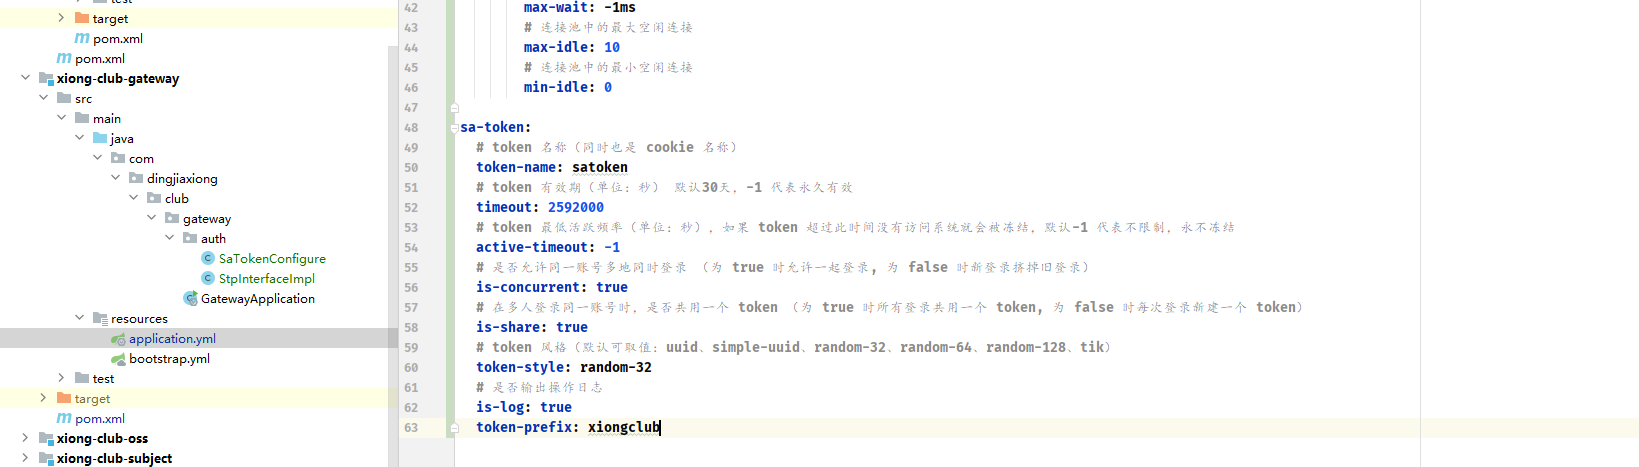 test
target
pom.xml
pom.xml
xiong-club-gateway
src
main
java
com
dingjiaxiong
club
gateway
auth
SaTokenConfigure
StpInterfaceImpl
GatewayApplication
resources
application.yml
bootstrap.yml
test
target
pom.xml
xiong-club-oss
xiong-club-subject
42 max-wait: -1ms
43 # 连接池中的最大空闲连接
44 max-idle: 10
45 # 连接池中的最小空闲连接
46 min-idle: 0
47
48 sa-token:
49 # token 名称（同时也是 cookie 名称）
50 token-name: satoken
51 # token 有效期（单位：秒） 默认30天，-1 代表永久有效
52 timeout: 2592000
53 # token 最低活跃频率（单位：秒），如果 token 超过此时间没有访问系统就会被冻结，默认-1 代表不限制，永不冻结
54 active-timeout: -1
55 # 是否允许同一账号多地同时登录 （为 true 时允许一起登录, 为 false 时新登录挤掉旧登录）
56 is-concurrent: true
57 # 在多人登录同一账号时，是否共用一个 token （为 true 时所有登录共用一个 token, 为 false 时每次登录新建一个 token）
58 is-share: true
59 # token 风格（默认可取值：uuid、simple-uuid、random-32、random-64、random-128、tik）
60 token-style: random-32
61 # 是否输出操作日志
62 is-log: true
63 token-prefix: xiongclub